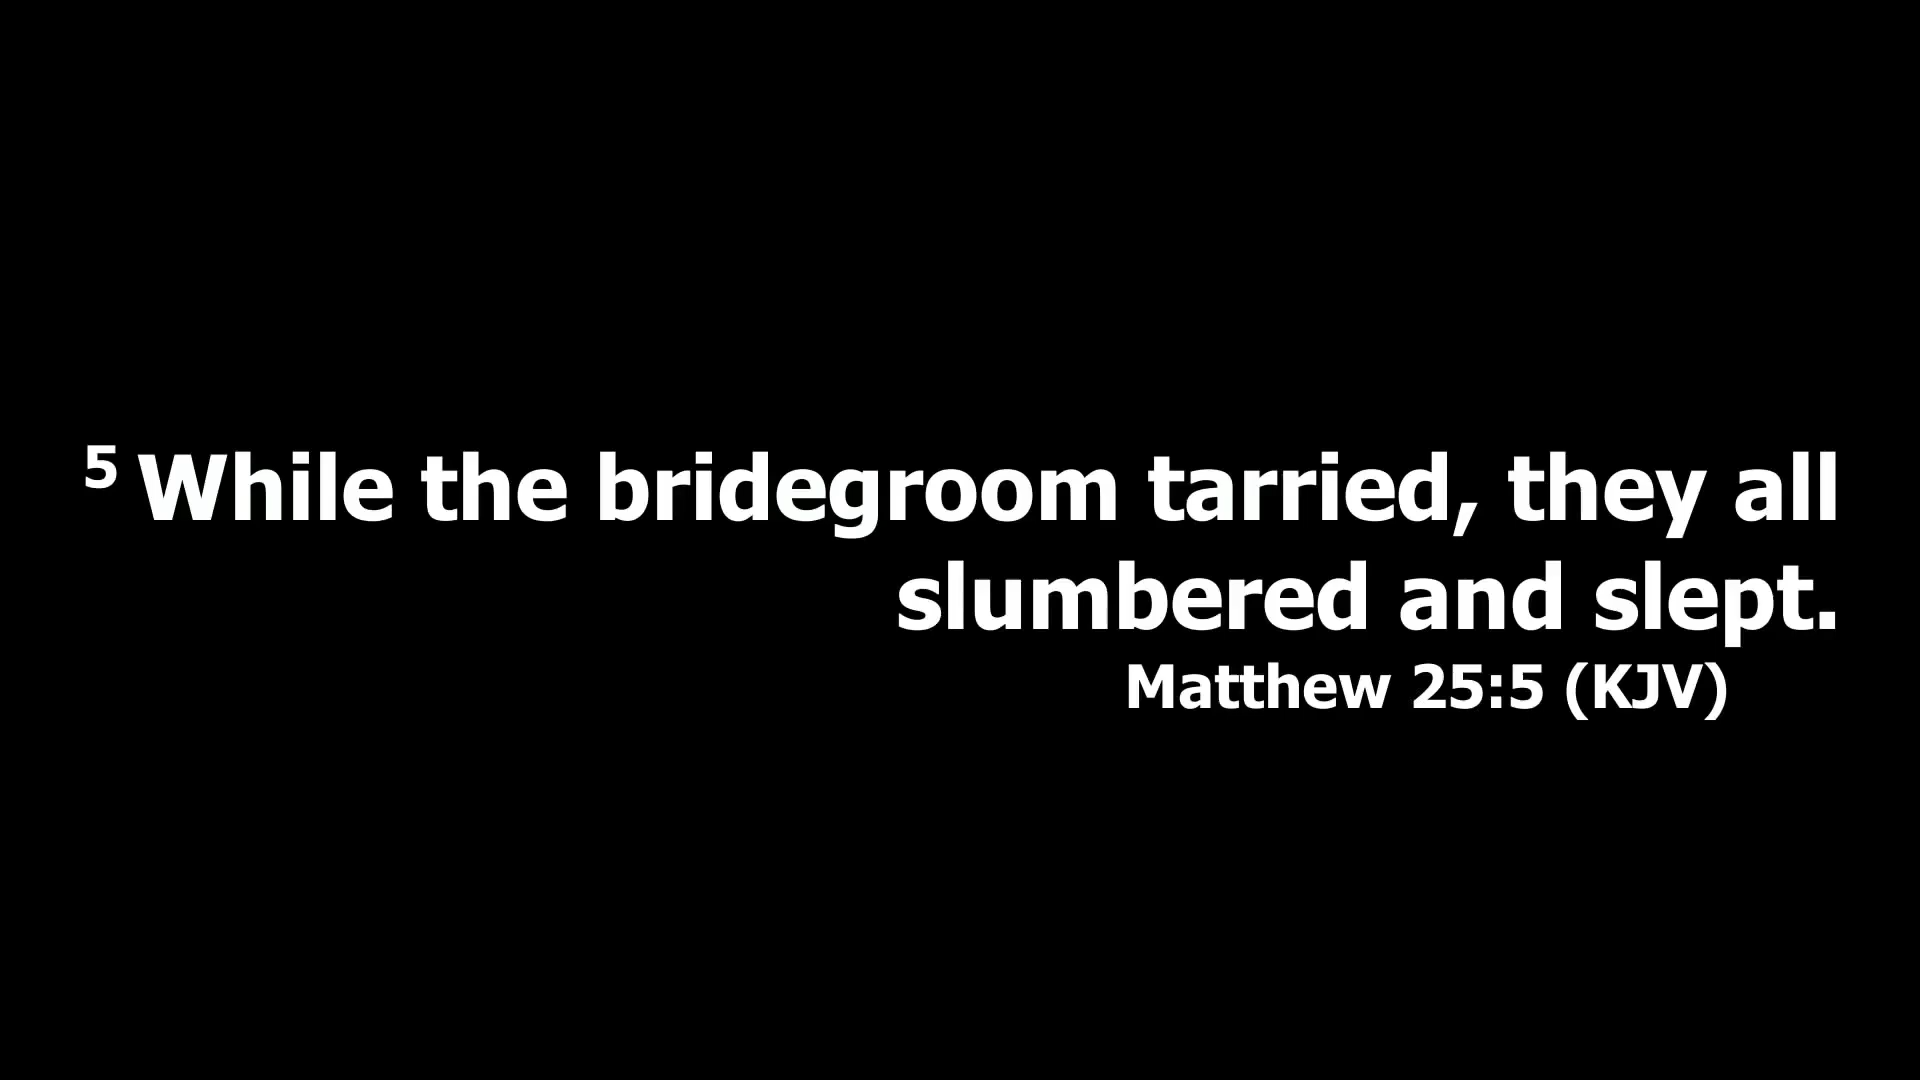 5 While the bridegroom tarried, they all
slumbered and slept.
Matthew 25:5 (KJV)